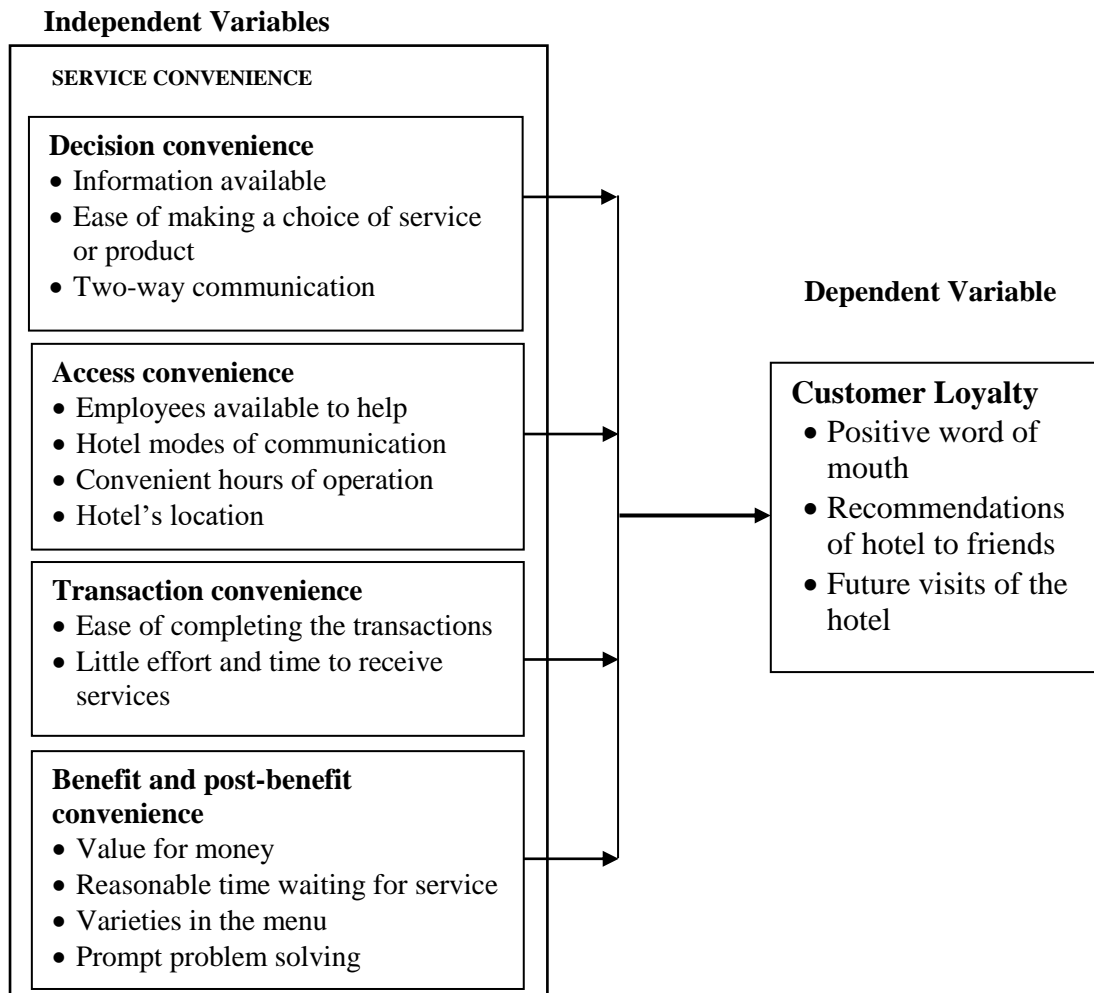 Independent Variables
SERVICE CONVENIENCE
Decision convenience
• Information available
• Ease of making a choice of service
or product
• Two-way communication
Access convenience
• Employees available to help
• Hotel modes of communication
• Convenient hours of operation
• Hotel's location
Transaction convenience
• Ease of completing the transactions
• Little effort and time to receive
services
Benefit and post-benefit
convenience
• Value for money
• Reasonable time waiting for service
• Varieties in the menu
• Prompt problem solving
Dependent Variable
Customer Loyalty
• Positive word of
mouth
• Recommendations
of hotel to friends
• Future visits of the
hotel